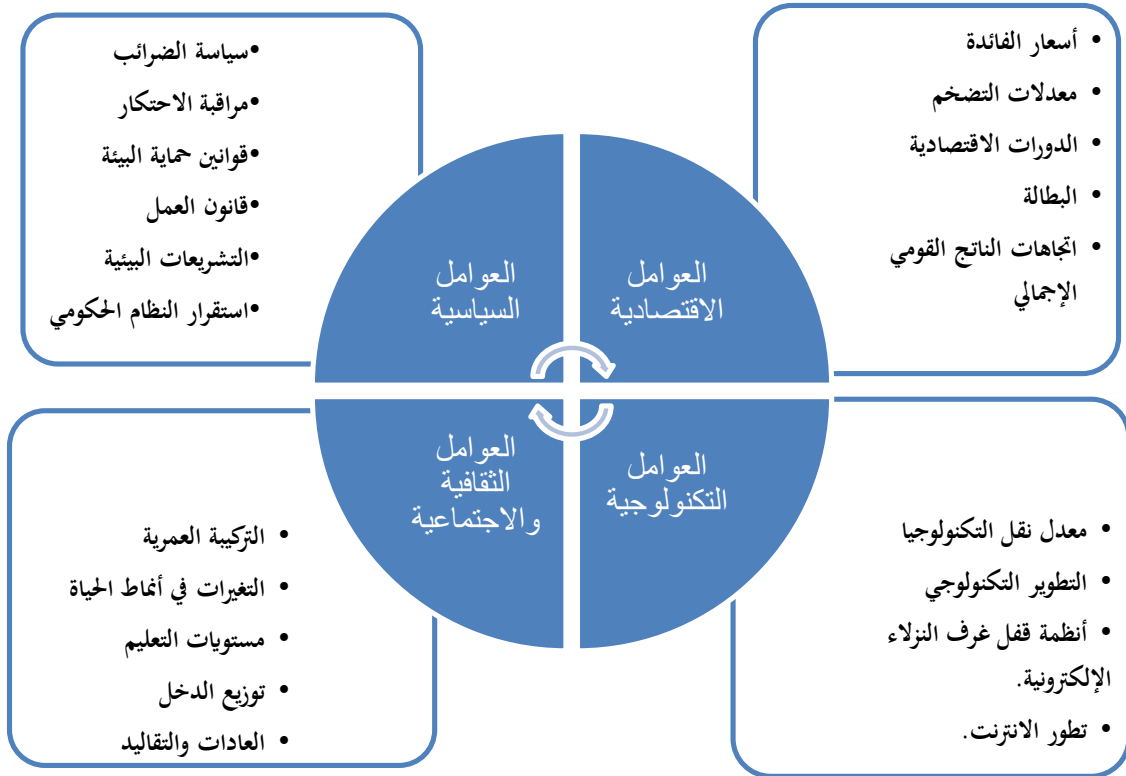 • أسعار الفائدة
• معدلات التضخم
• الدورات الاقتصادية
• البطالة
• اتجاهات الناتج القومي
الإجمالي
•سياسة الضرائب
•مراقبة الاحتكار
•قوانين حماية البيئة
•قانون العمل
•التشريعات البيئية
•استقرار النظام الحكومي
العوامل
الاقتصادية
العوامل
السياسية
العوامل
التكنولوجية
العوامل
الثقافية
والاجتماعية
• معدل نقل التكنولوجيا
• التطوير التكنولوجي
• أنظمة قفل غرف النزلاء
الإلكترونية.
• تطور الانترنت.
• التركيبة العمرية
• التغيرات في أنماط الحياة
• مستويات التعليم
• توزيع الدخل
• العادات والتقاليد